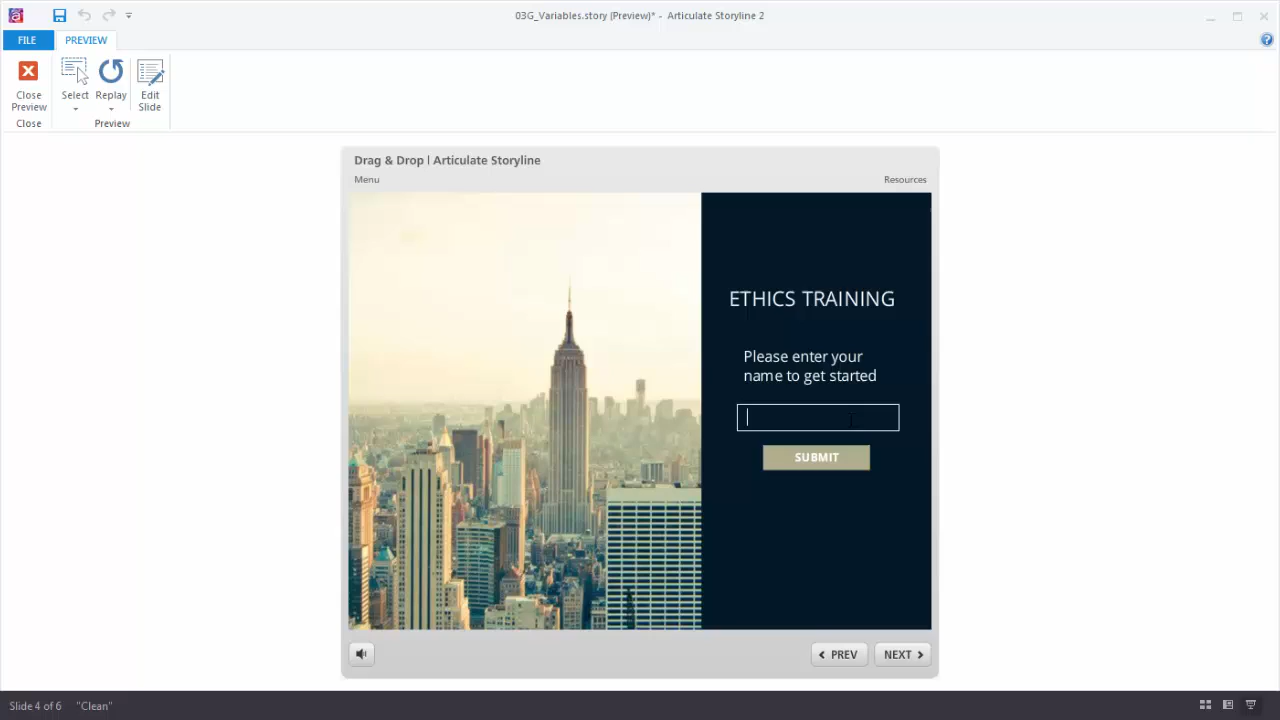 03G_Variables.story (Preview)* - Articulate Storyline 2
FILE
PREVIEW
Close
Preview
Select
Replay
Edit
Slide
Close
Preview
Drag & Drop | Articulate Storyline
Menu
Resources
ETHICS TRAINING
Please enter your
name to get started
SUBMIT
PREV
NEXT
Slide 4 of 6 "Clean"